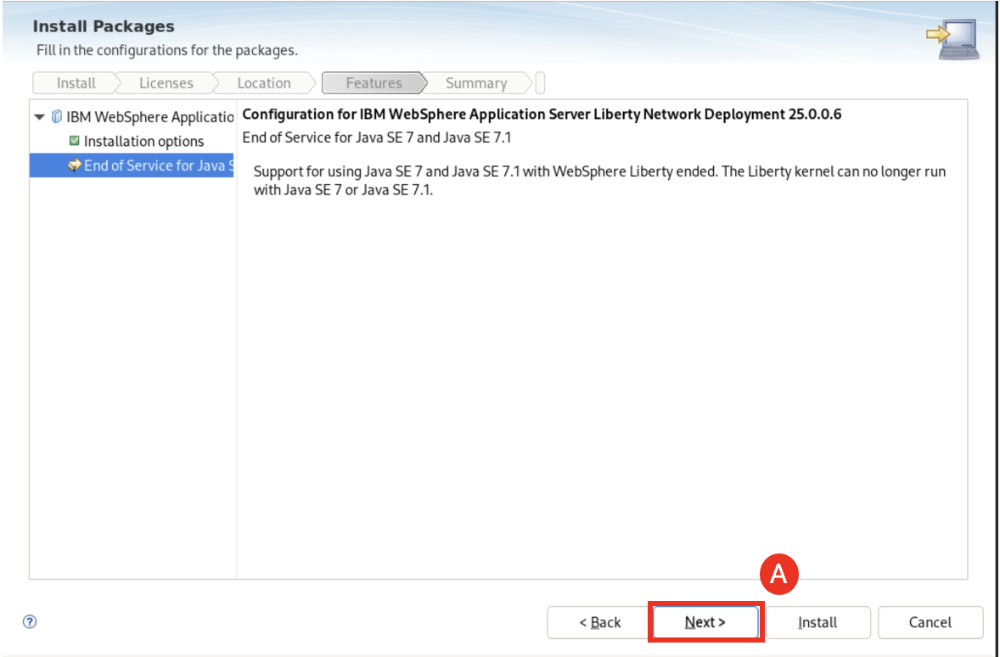 Install Packages
Fill in the configurations for the packages.
Install Licenses Location Features Summary
IBM WebSphere Applicatio
Installation options
End of Service for Java S
Configuration for IBM WebSphere Application Server Liberty Network Deployment 25.0.0.6
End of Service for Java SE 7 and Java SE 7.1
Support for using Java SE 7 and Java SE 7.1 with WebSphere Liberty ended. The Liberty kernel can no longer run
with Java SE 7 or Java SE 7.1.
A
? < Back Next > Install Cancel